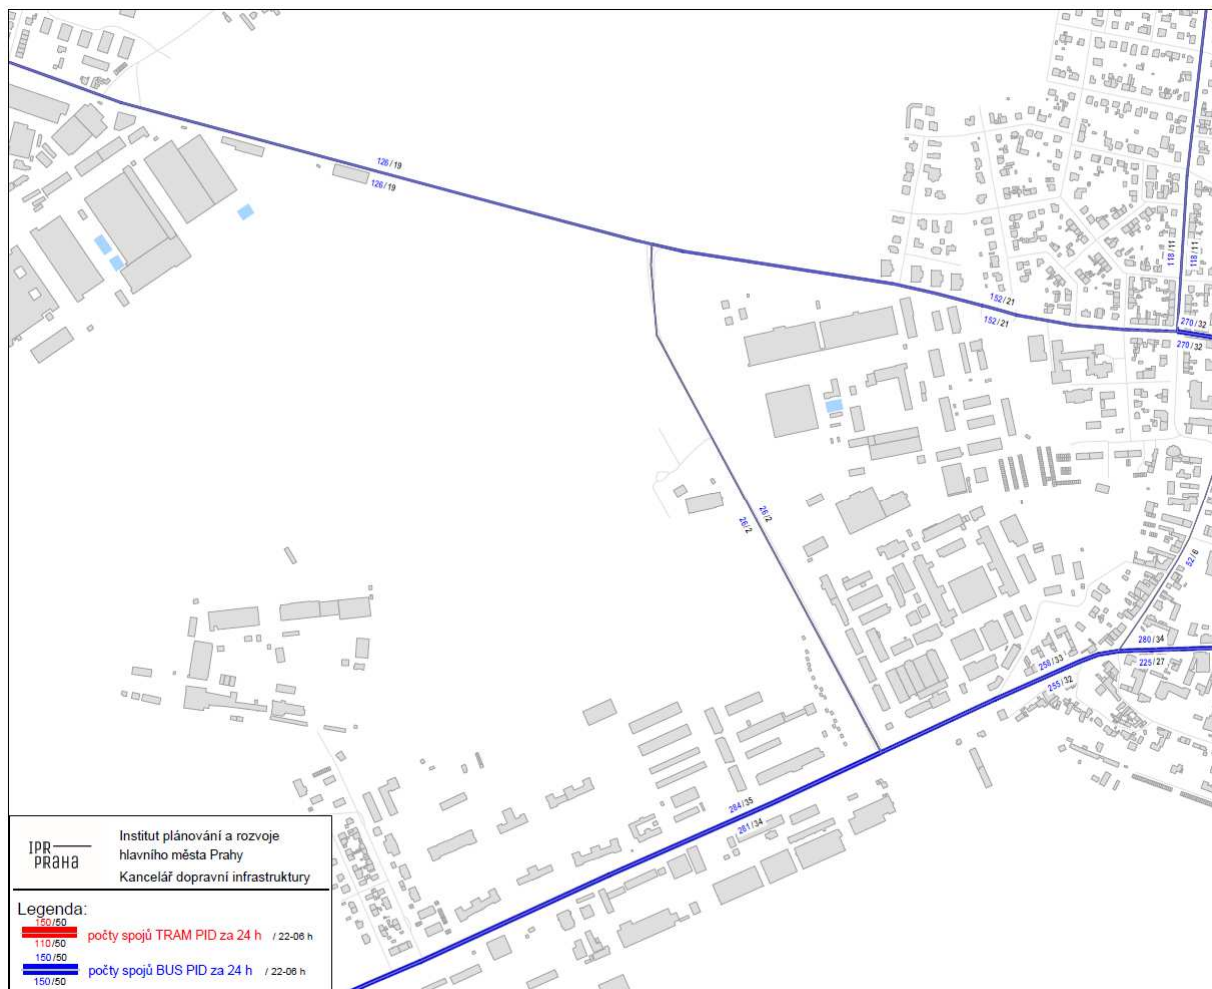 126/19
126/19
118/11
118/11
152/21
152/21
270/32
270/32
26/2
26/2
52/6
280/34
225/27
258/33
255/32
284/35
281/34
IPR
PRAHA
Institut plánování a rozvoje
hlavního města Prahy
Kancelář dopravní infrastruktury
Legenda:
150/50
110/50
počty spojů TRAM PID za 24 h / 22-06 h
150/50
150/50
počty spojů BUS PID za 24 h / 22-06 h